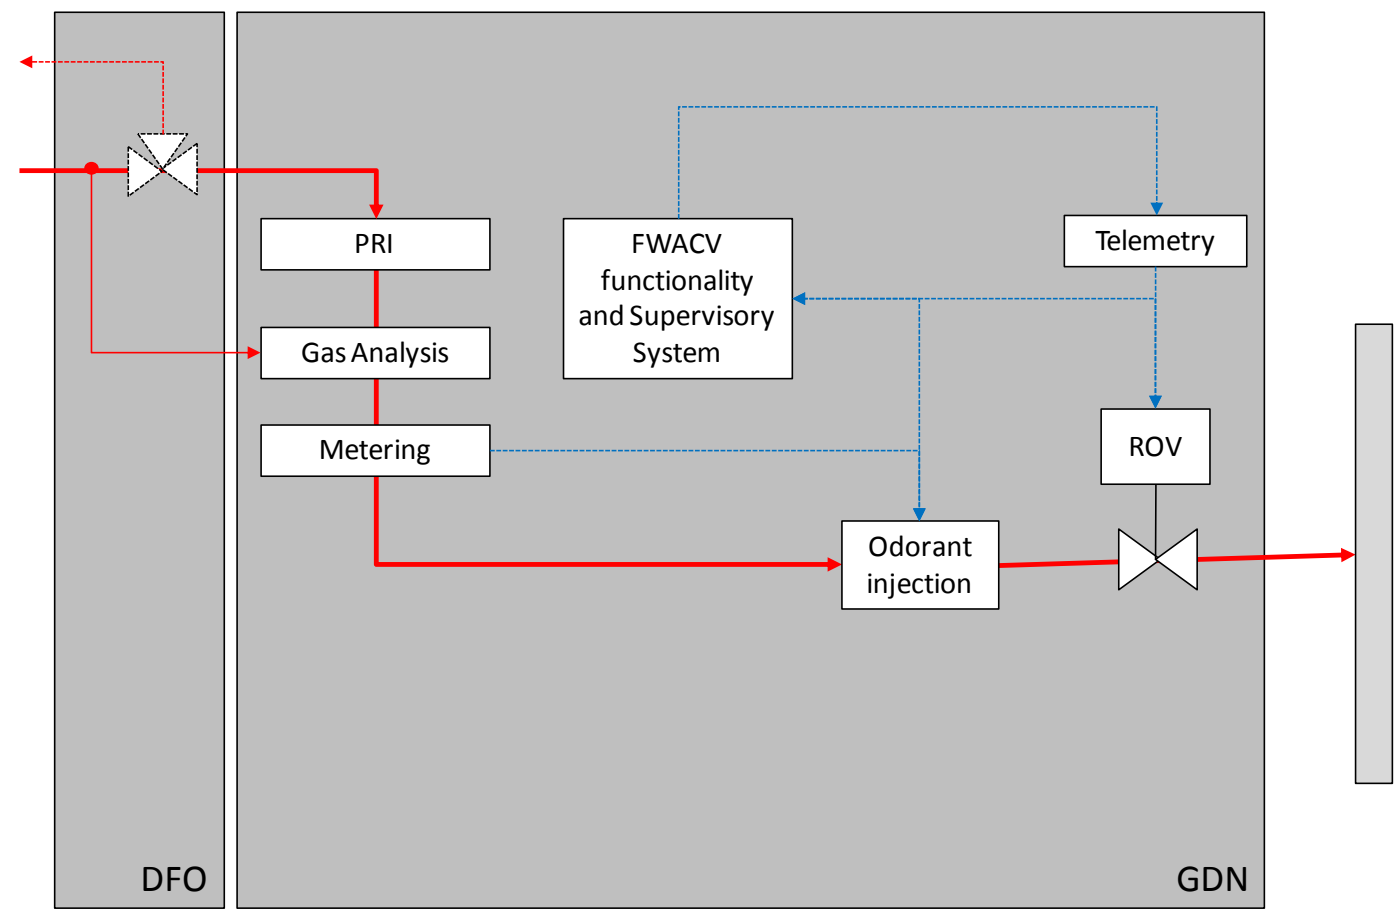 PRI
Gas Analysis
Metering
FWACV
functionality
and Supervisory
System
Telemetry
ROV
Odorant
injection
DFO
GDN